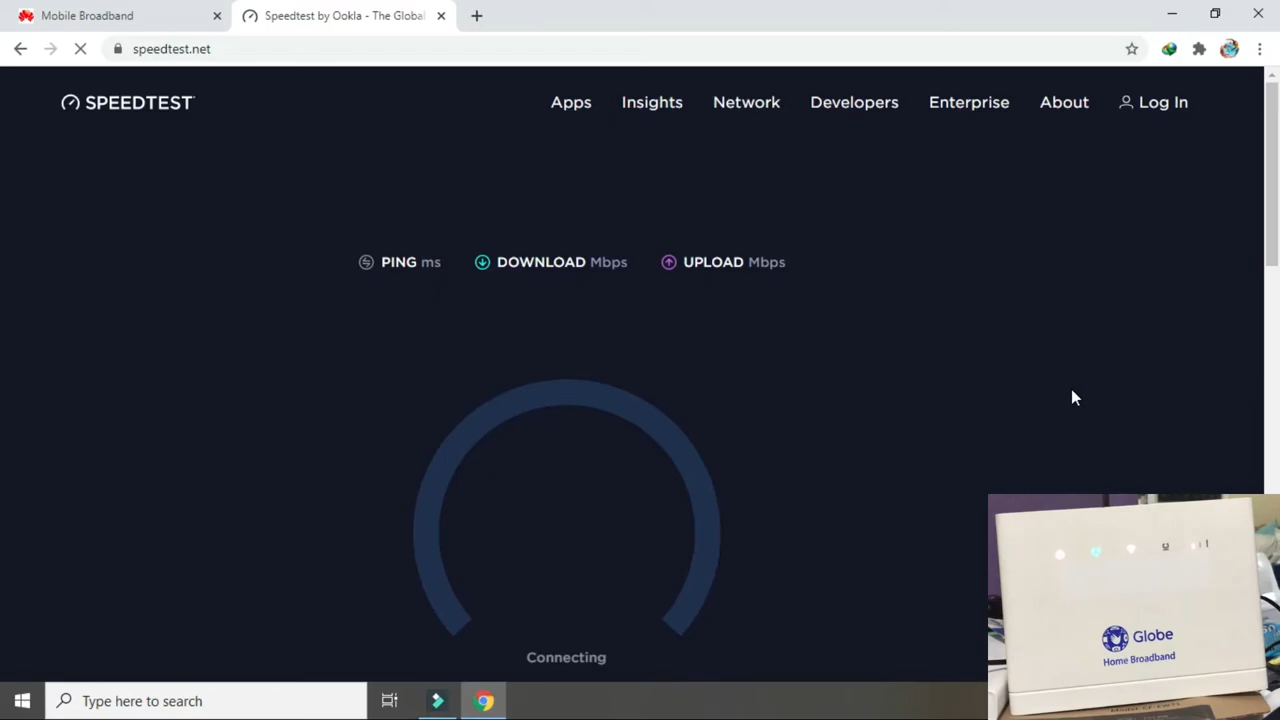 Mobile Broadband
Speedtest by Ookla - The Global
speedtest.net
SPEEDTEST
Apps Insights Network Developers Enterprise About Log In
PING ms DOWNLOAD Mbps UPLOAD Mbps
Connecting
Globe
Home Broadband
Type here to search